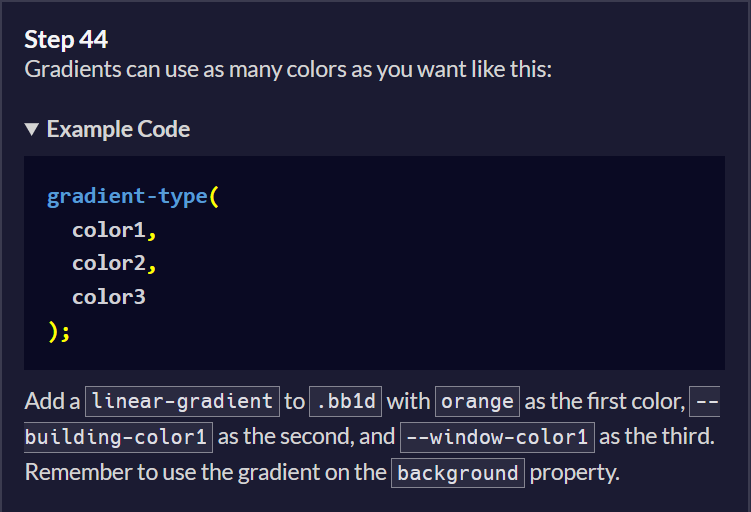 Step 44
Gradients can use as many colors as you want like this:
▼ Example Code
gradient-type(
  color1,
  color2,
  color3
);
Add a linear-gradient to .bb1d with orange as the first color, --
building-color1 as the second, and --window-color1 as the third.
Remember to use the gradient on the background property.